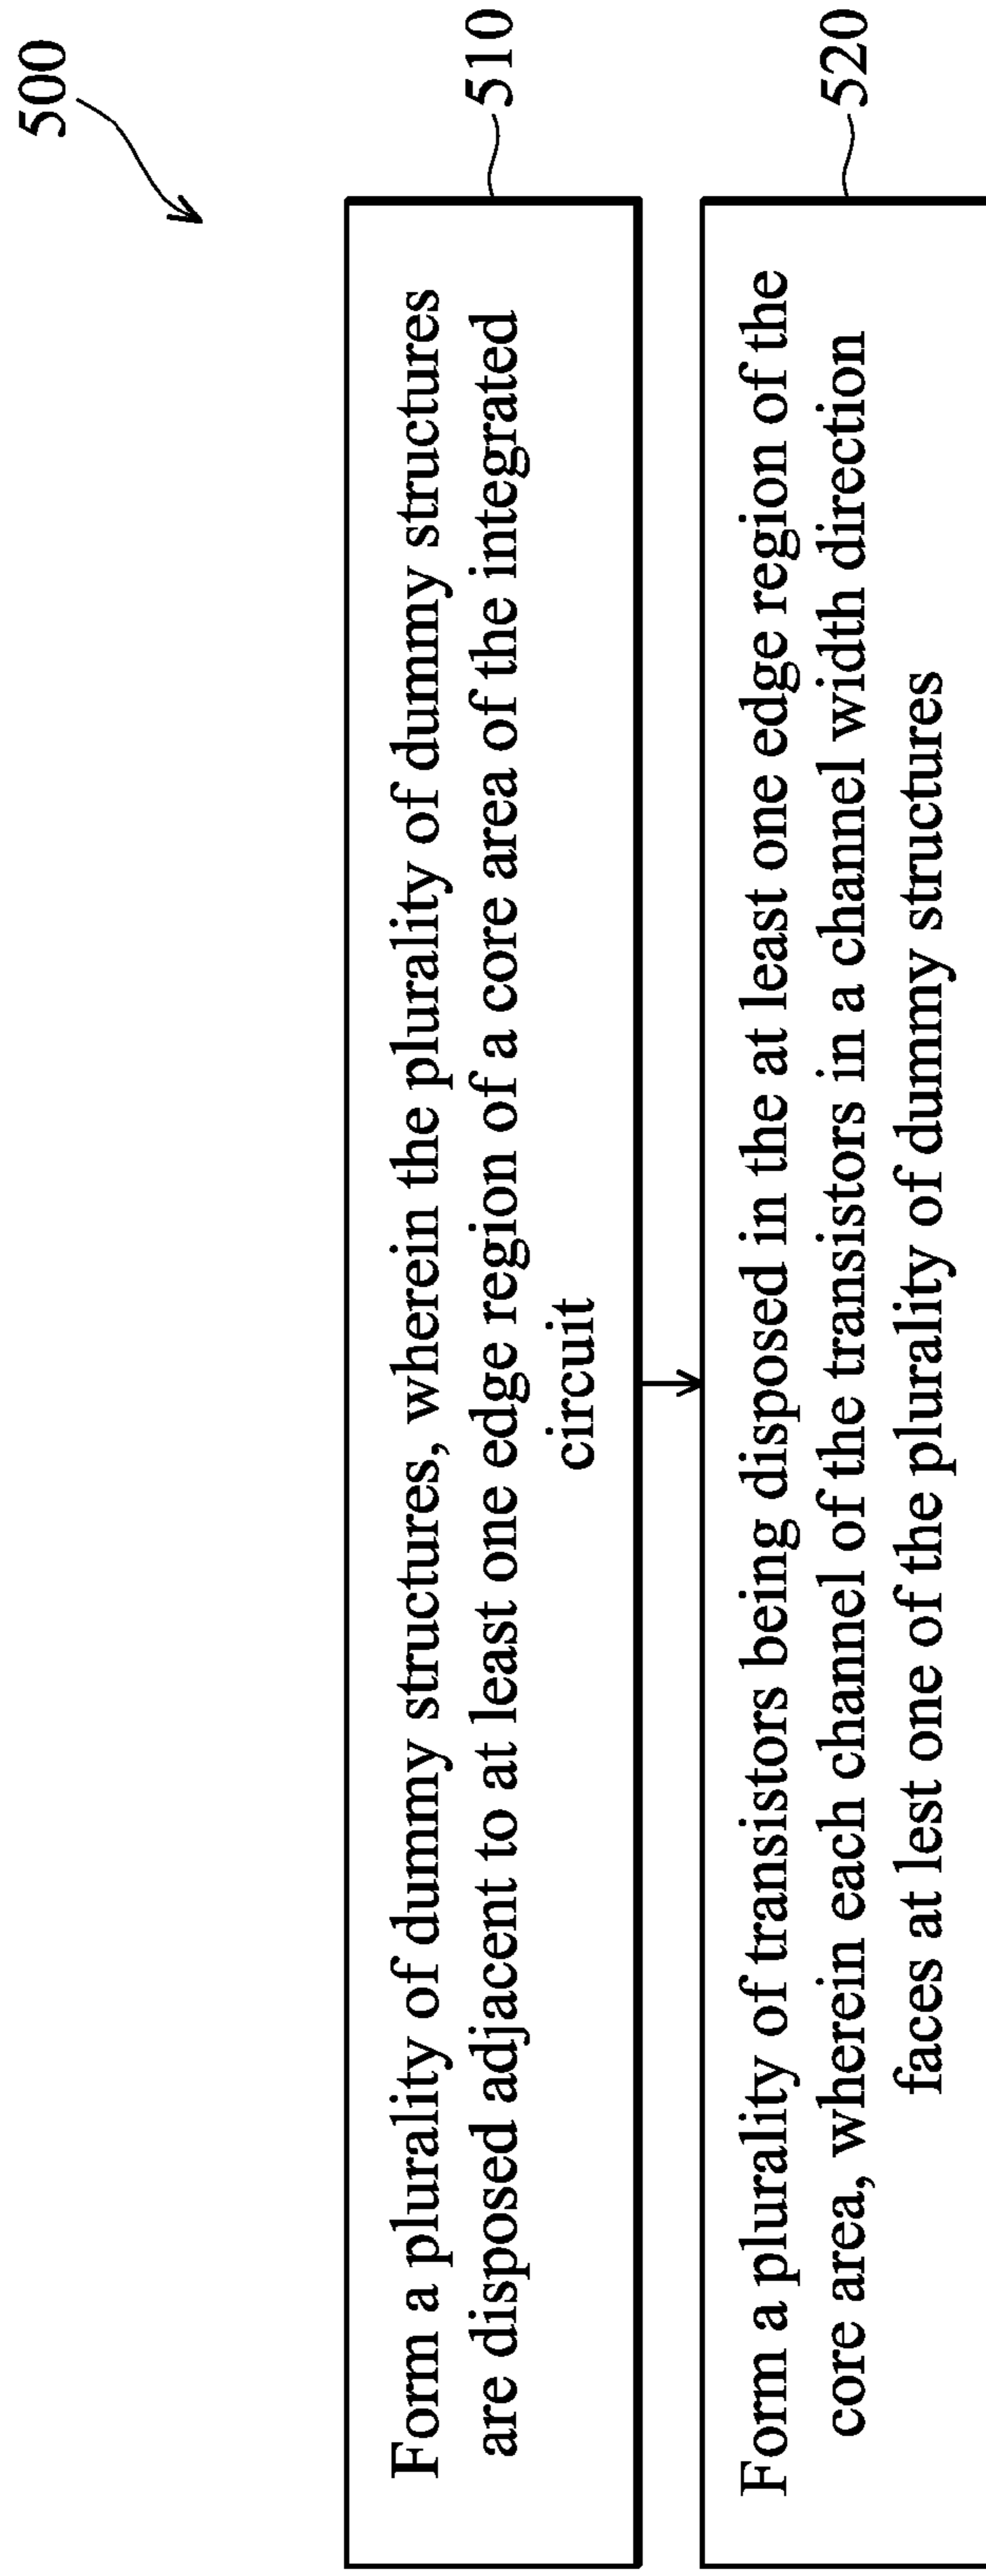 500
Form a plurality of dummy structures, wherein the plurality of dummy structures
are disposed adjacent to at least one edge region of a core area of the integrated
circuit
510
Form a plurality of transistors being disposed in the at least one edge region of the
core area, wherein each channel of the transistors in a channel width direction
faces at lest one of the plurality of dummy structures
520